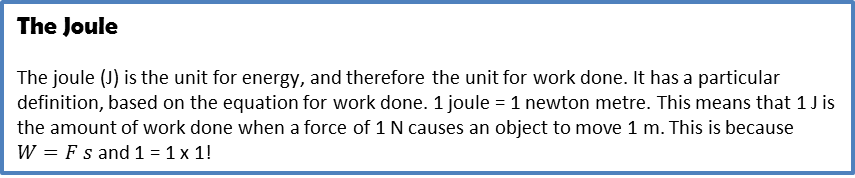 The Joule
The joule (J) is the unit for energy, and therefore the unit for work done. It has a particular
definition, based on the equation for work done. 1 joule = 1 newton metre. This means that 1 J is
the amount of work done when a force of 1 N causes an object to move 1 m. This is because
W = F s and 1 = 1 x 1!